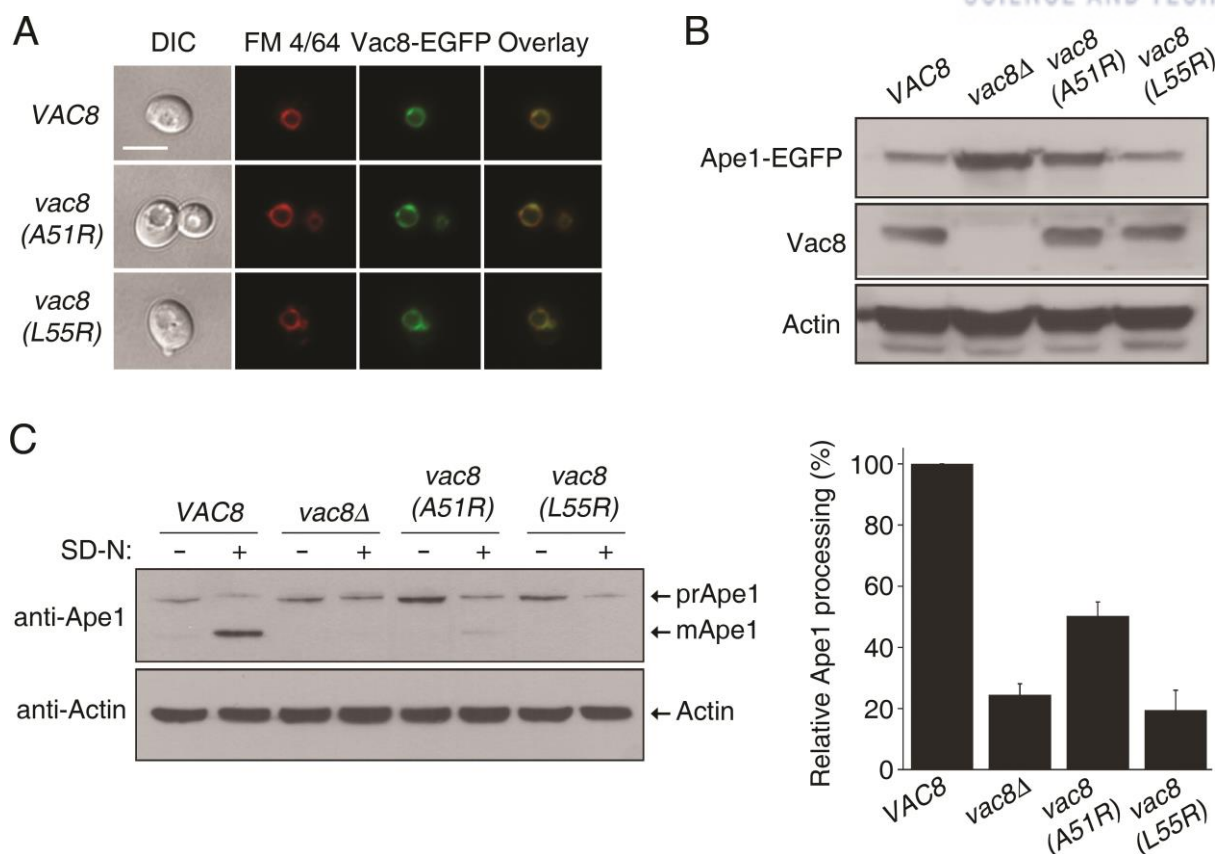 A
DIC
FM 4/64
Vac8-EGFP
Overlay
VAC8
vac8
(A51R)
vac8
(L55R)
B
VAC8
vac8Δ
vac8
(A51R)
vac8
(L55R)
Ape1-EGFP
Vac8
Actin
C
VAC8
vac8Δ
vac8
(A51R)
vac8
(L55R)
SD-N:
– + – + – + – +
anti-Ape1
←prApe1
←mApe1
anti-Actin
←Actin
Relative Ape1 processing (%)
100
80
60
40
20
0
VAC8
vac8Δ
vac8
(A51R)
vac8
(L55R)